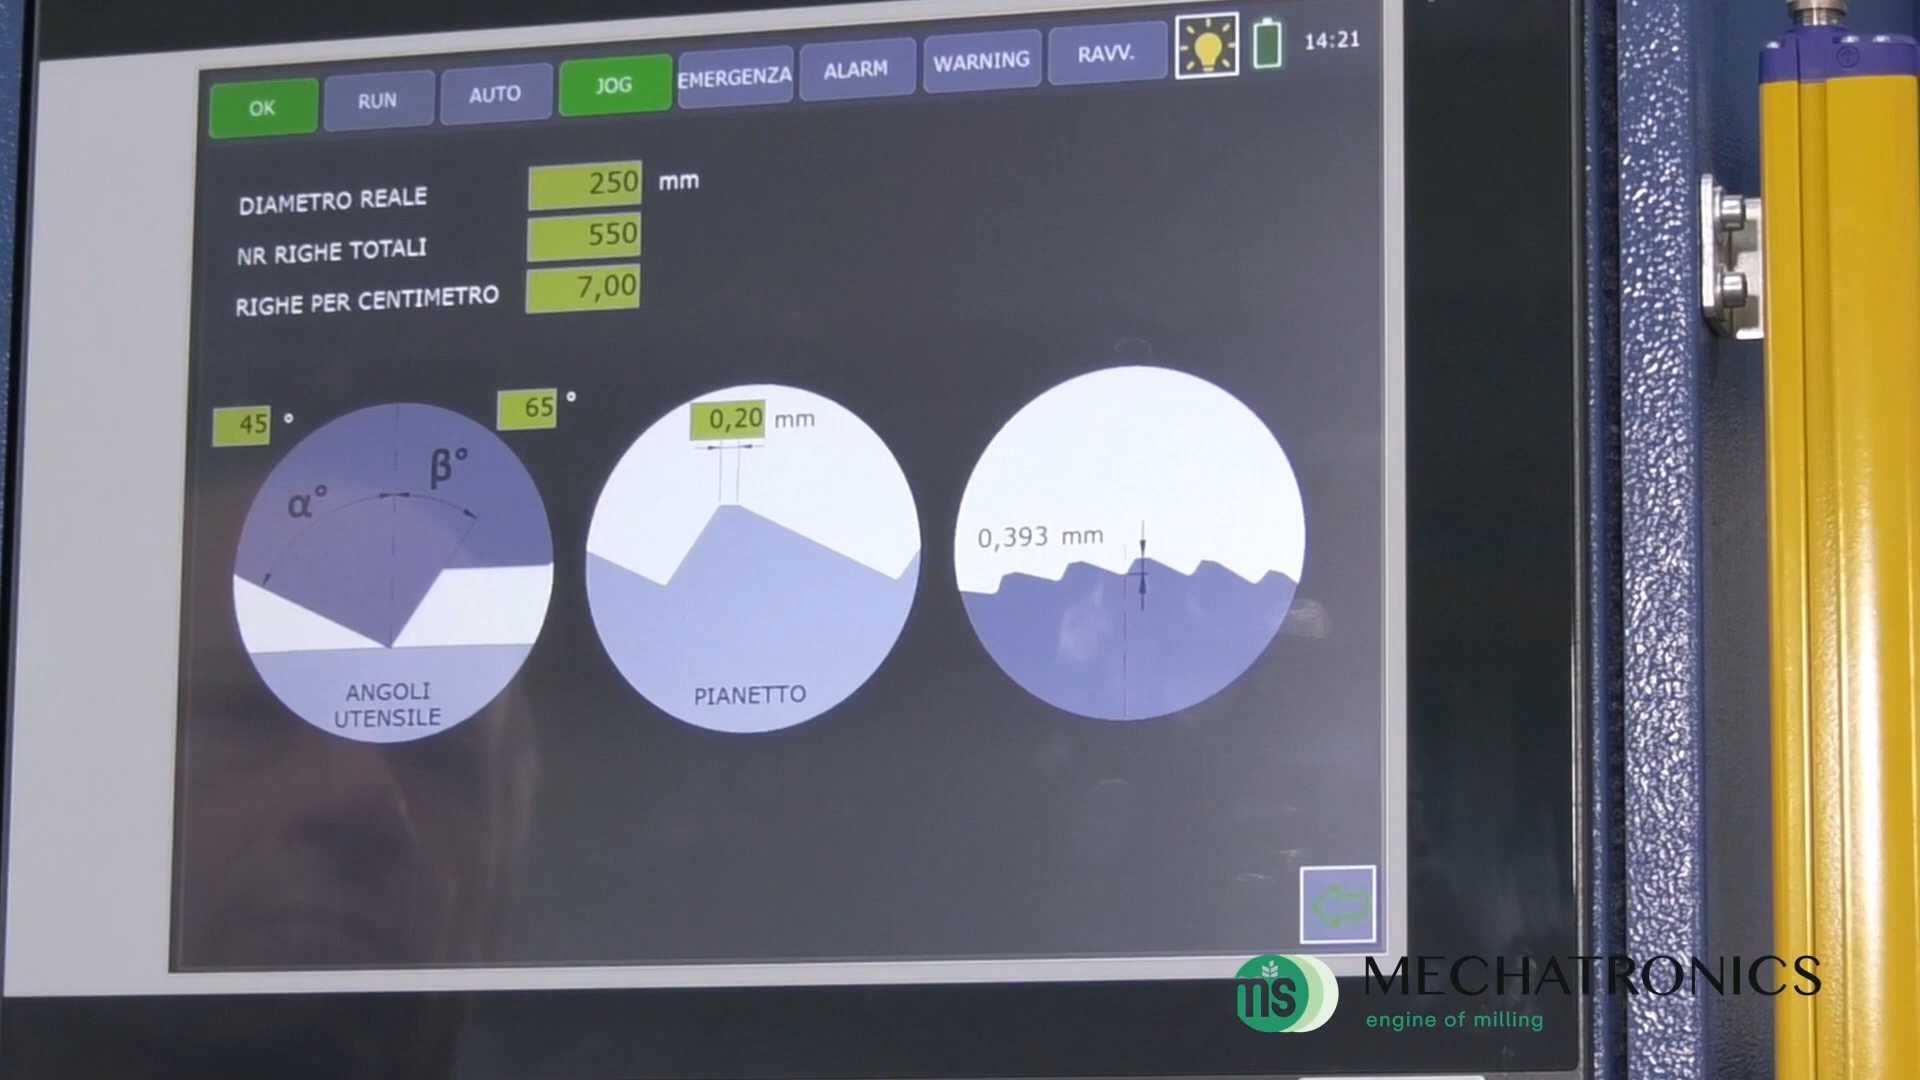 OK RUN AUTO JOG EMERGENZA ALARM WARNING RAVV. 14:21
DIAMETRO REALE 250 mm
NR RIGHE TOTALI 550
RIGHE PER CENTIMETRO 7,00
45 °
65 °
α°
β°
ANGOLI
UTENSILE
0,20 mm
PIANETTO
0,393 mm
ms
MECHATRONICS
engine of milling